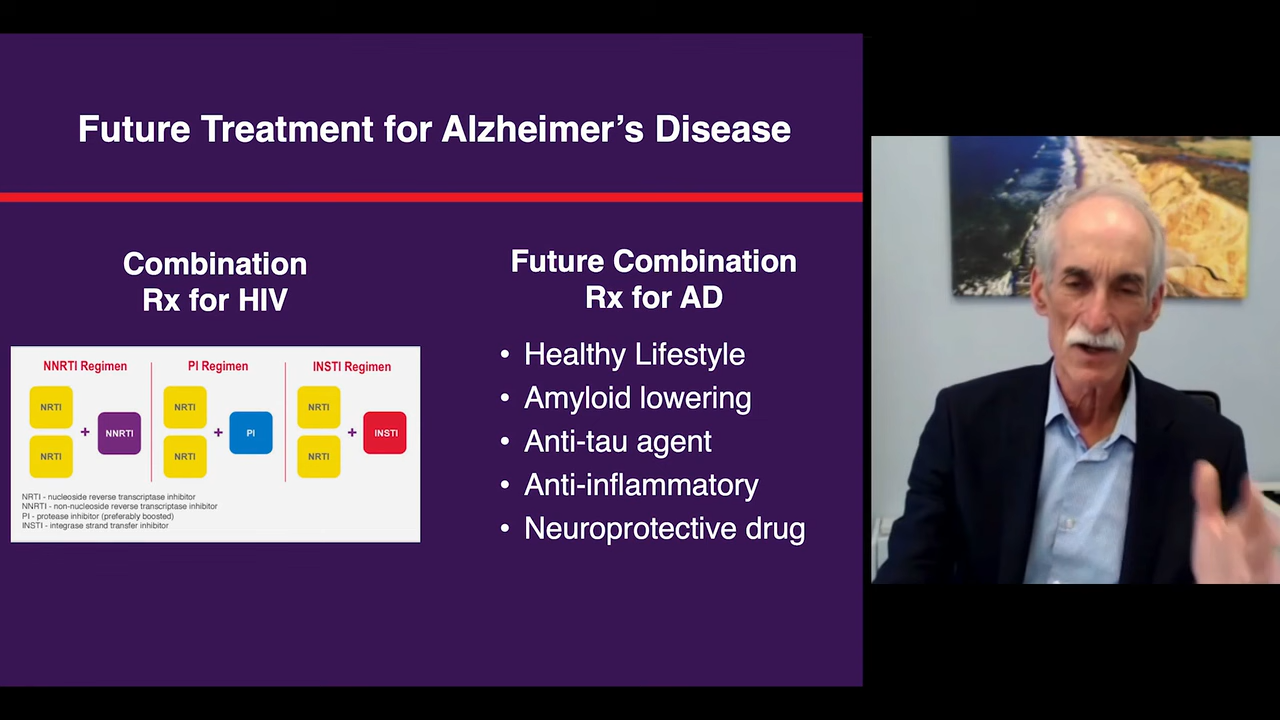 Future Treatment for Alzheimer's Disease
Combination
Rx for HIV
NNRTI Regimen
NRTI
NRTI
+
NNRTI
PI Regimen
NRTI
NRTI
+
PI
INSTI Regimen
NRTI
NRTI
+
INSTI
NRTI - nucleoside reverse transcriptase inhibitor
NNRTI - non-nucleoside reverse transcriptase inhibitor
PI - protease inhibitor (preferably boosted)
INSTI - integrase strand transfer inhibitor
Future Combination
Rx for AD
• Healthy Lifestyle
• Amyloid lowering
• Anti-tau agent
• Anti-inflammatory
• Neuroprotective drug